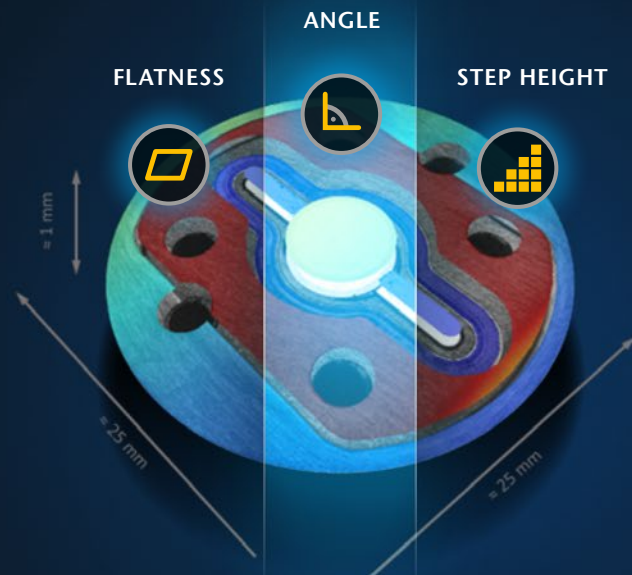 ANGLE
FLATNESS
STEP HEIGHT
≈ 1 mm
≈ 25 mm
≈ 25 mm